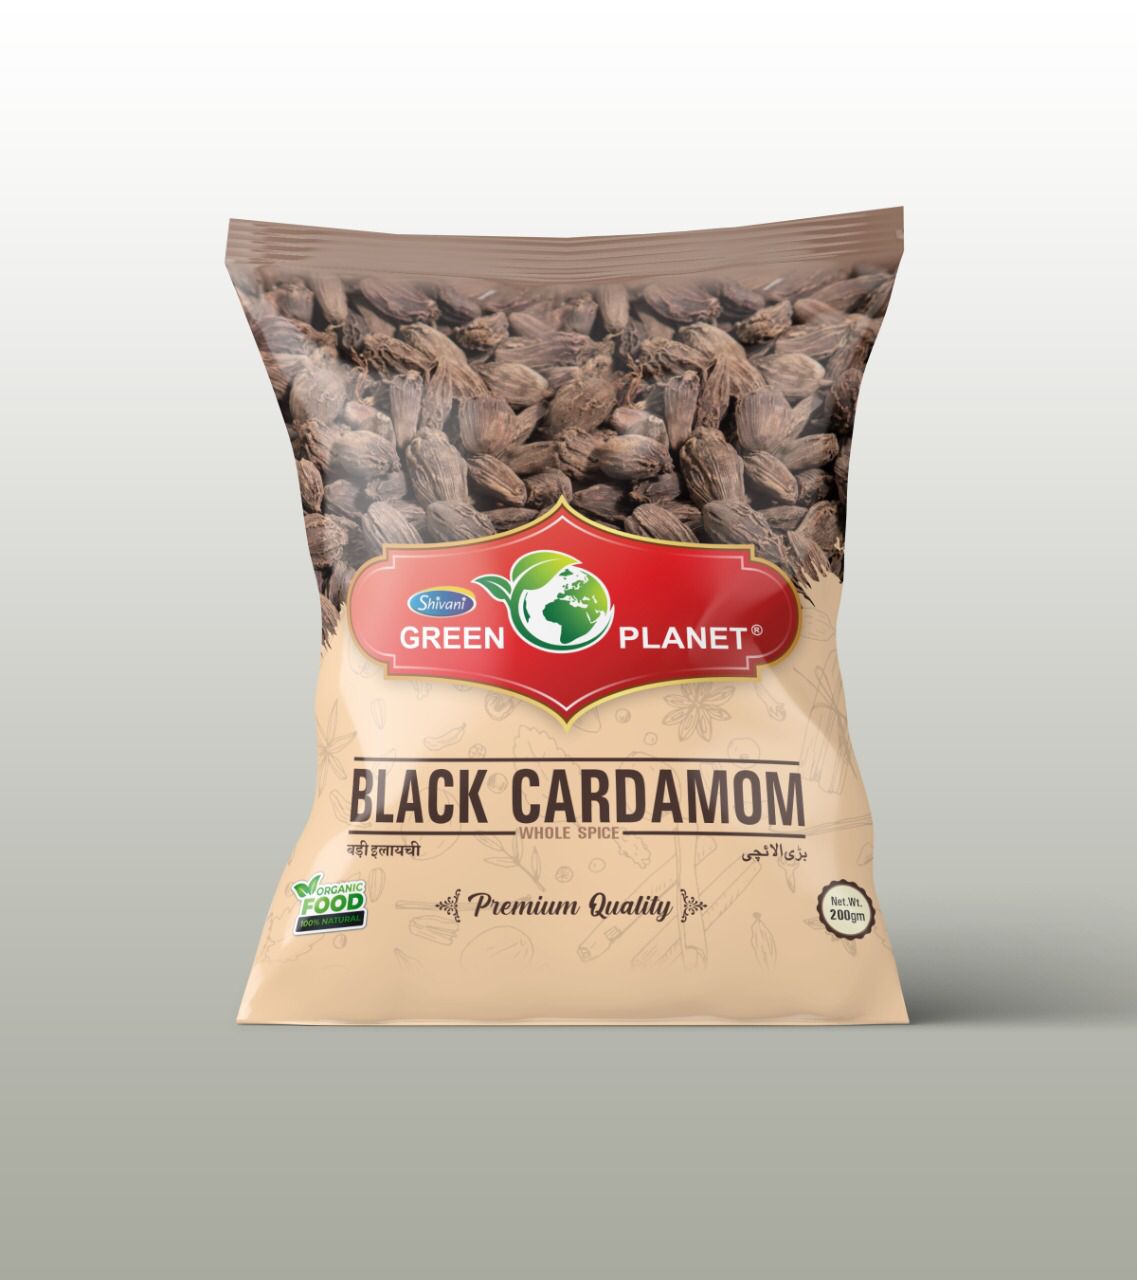 Shivani
GREEN PLANET®
BLACK CARDAMOM
WHOLE SPICE
बड़ी इलायची
بڑی الائچی
ORGANIC
FOOD
100% NATURAL
Premium Quality
Net.Wt.
200gm